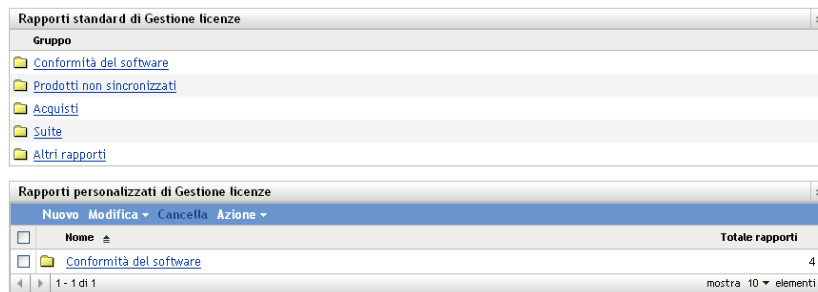 Rapporti standard di Gestione licenze
Gruppo
Conformità del software
Prodotti non sincronizzati
Acquisti
Suite
Altri rapporti
Rapporti personalizzati di Gestione licenze
Nuovo Modifica Cancella Azione
Nome Totale rapporti
Conformità del software 4
1 - 1 di 1 mostra 10 elementi